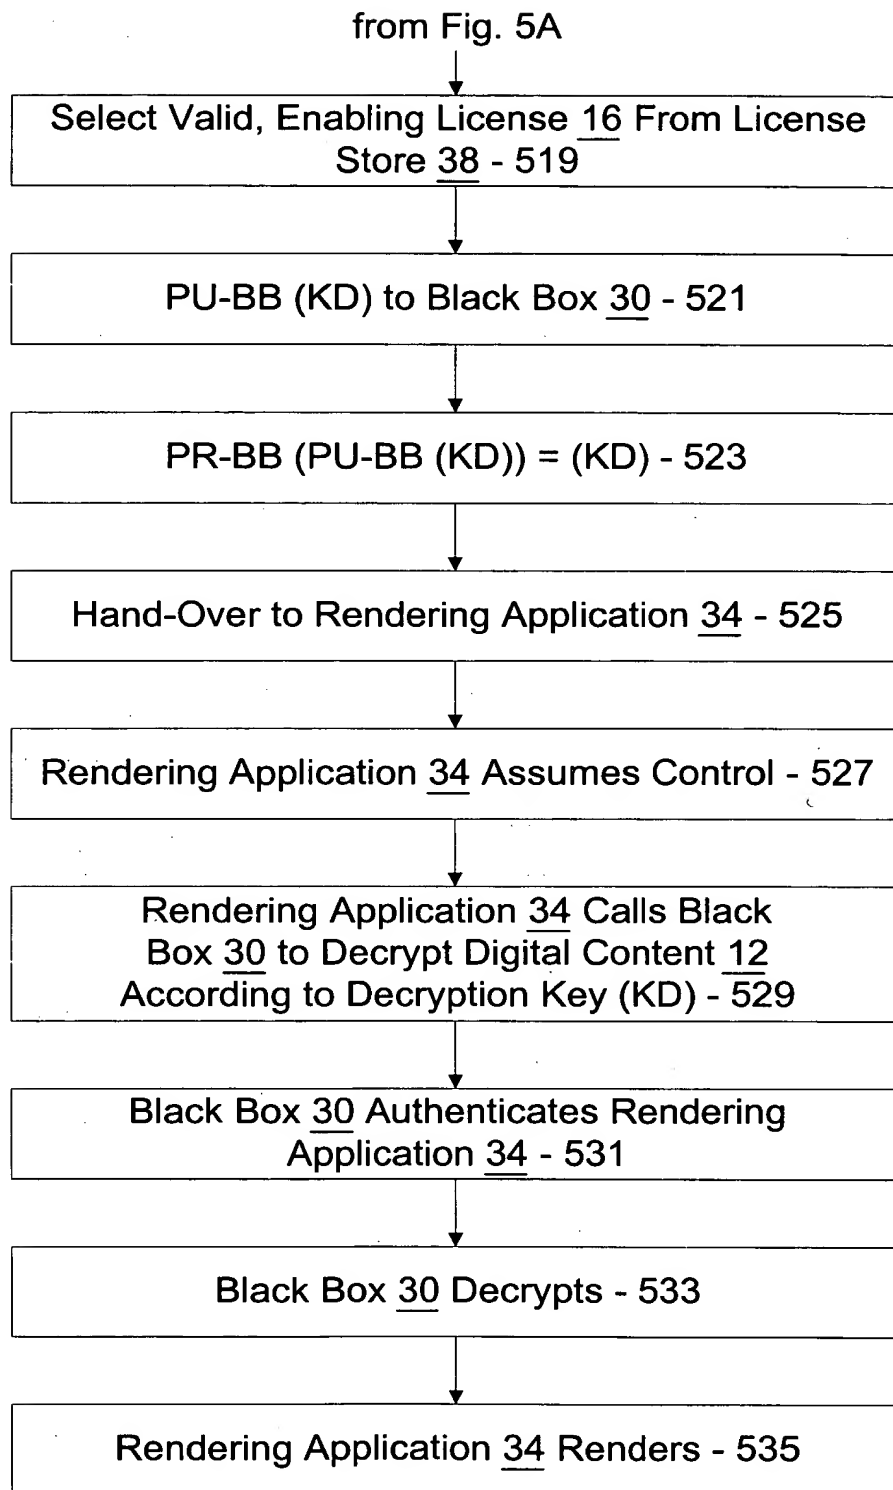 from Fig. 5A
Select Valid, Enabling License 16 From License
Store 38 - 519
PU-BB (KD) to Black Box 30 - 521
PR-BB (PU-BB (KD)) = (KD) - 523
Hand-Over to Rendering Application 34 - 525
Rendering Application 34 Assumes Control - 527
Rendering Application 34 Calls Black
Box 30 to Decrypt Digital Content 12
According to Decryption Key (KD) - 529
Black Box 30 Authenticates Rendering
Application 34 - 531
Black Box 30 Decrypts - 533
Rendering Application 34 Renders - 535